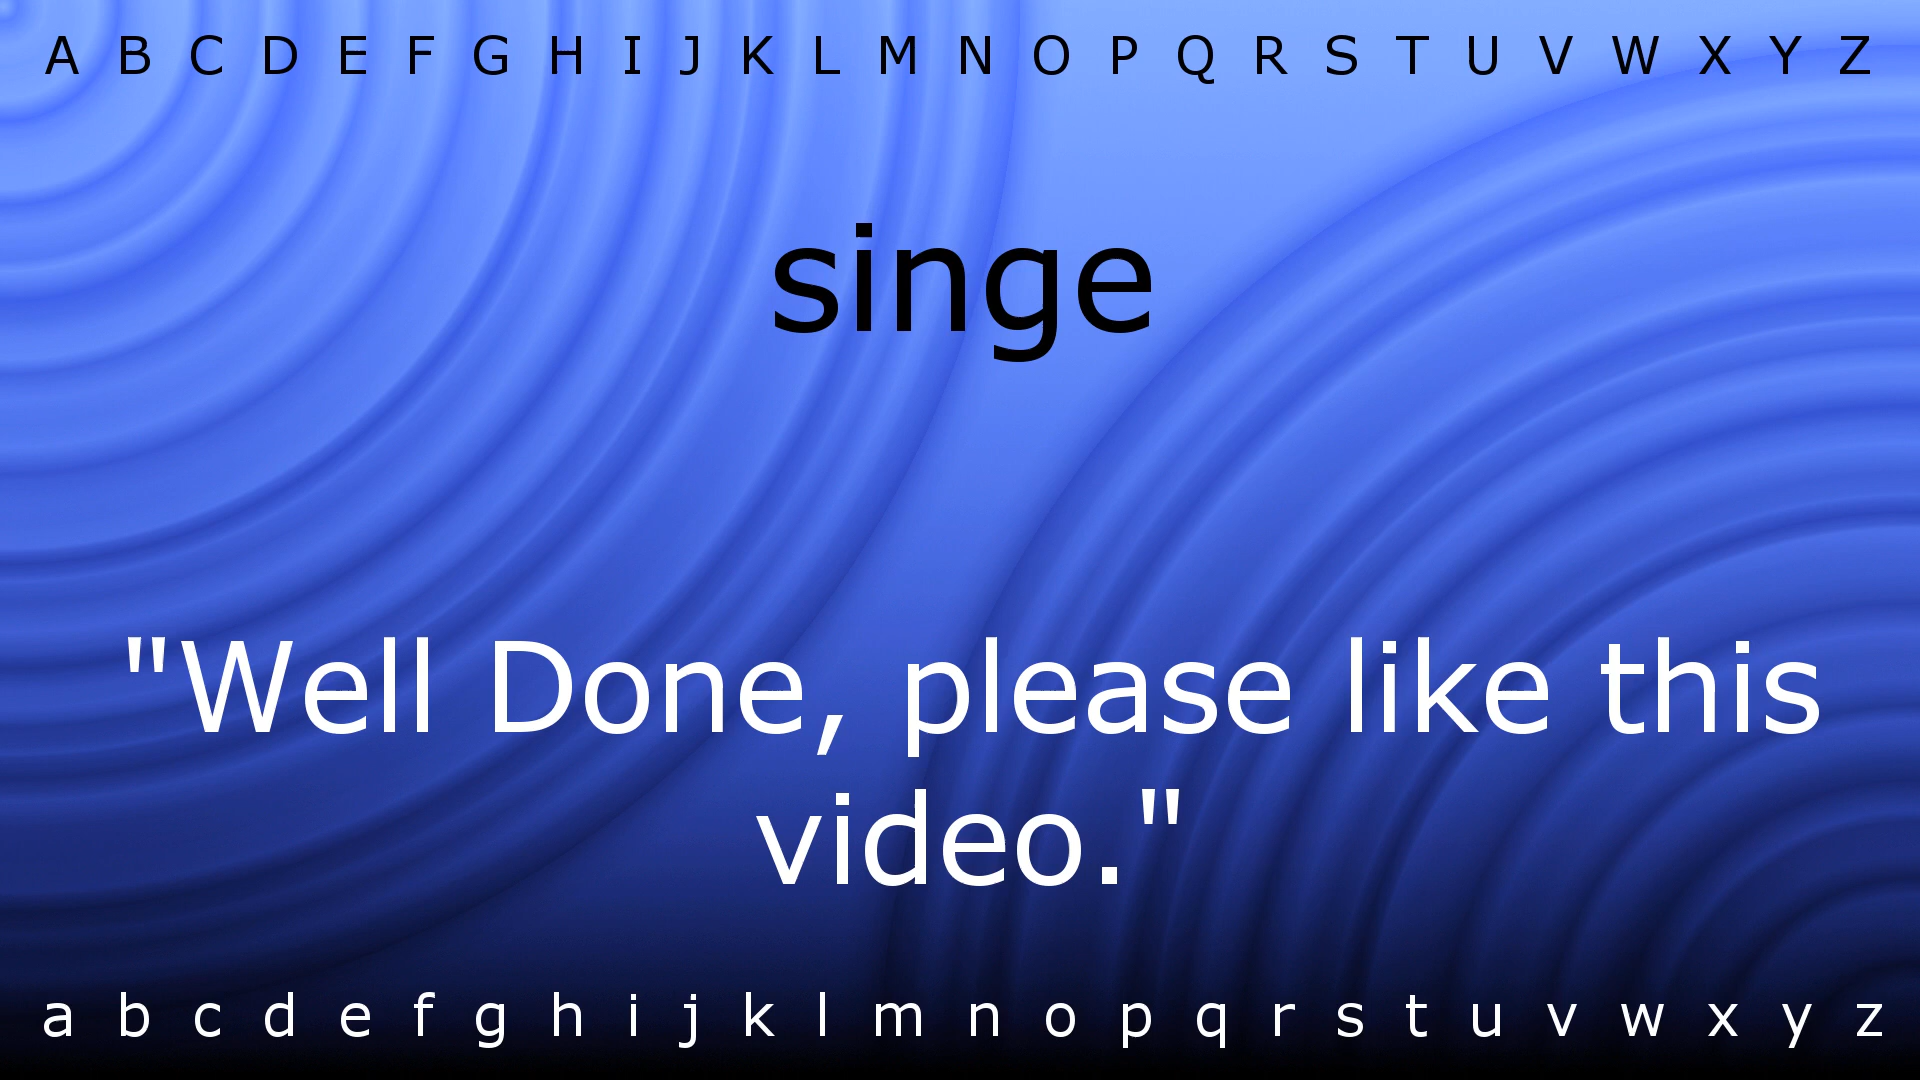 A B C D E F G H I J K L M N O P Q R S T U V W X Y Z
singe
"Well Done, please like this
video."
a b c d e f g h i j k l m n o p q r s t u v w x y z